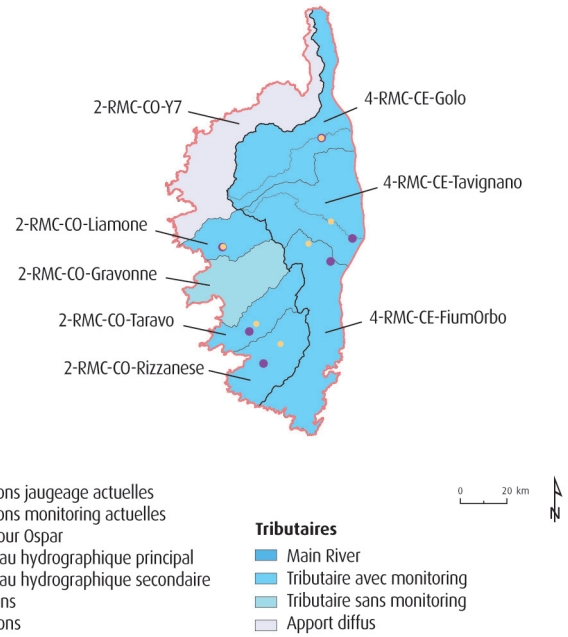 4-RMC-CE-Golo
2-RMC-CO-Y7
4-RMC-CE-Tavignano
2-RMC-CO-Liamone
2-RMC-CO-Gravonne
2-RMC-CO-Taravo
4-RMC-CE-FiumOrbo
2-RMC-CO-Rizzanese
ons jaugeage actuelles
ons monitoring actuelles
our Ospar
au hydrographique principal
au hydrographique secondaire
ns
ons
0 20 km
N
Tributaires
Main River
Tributaire avec monitoring
Tributaire sans monitoring
Apport diffus